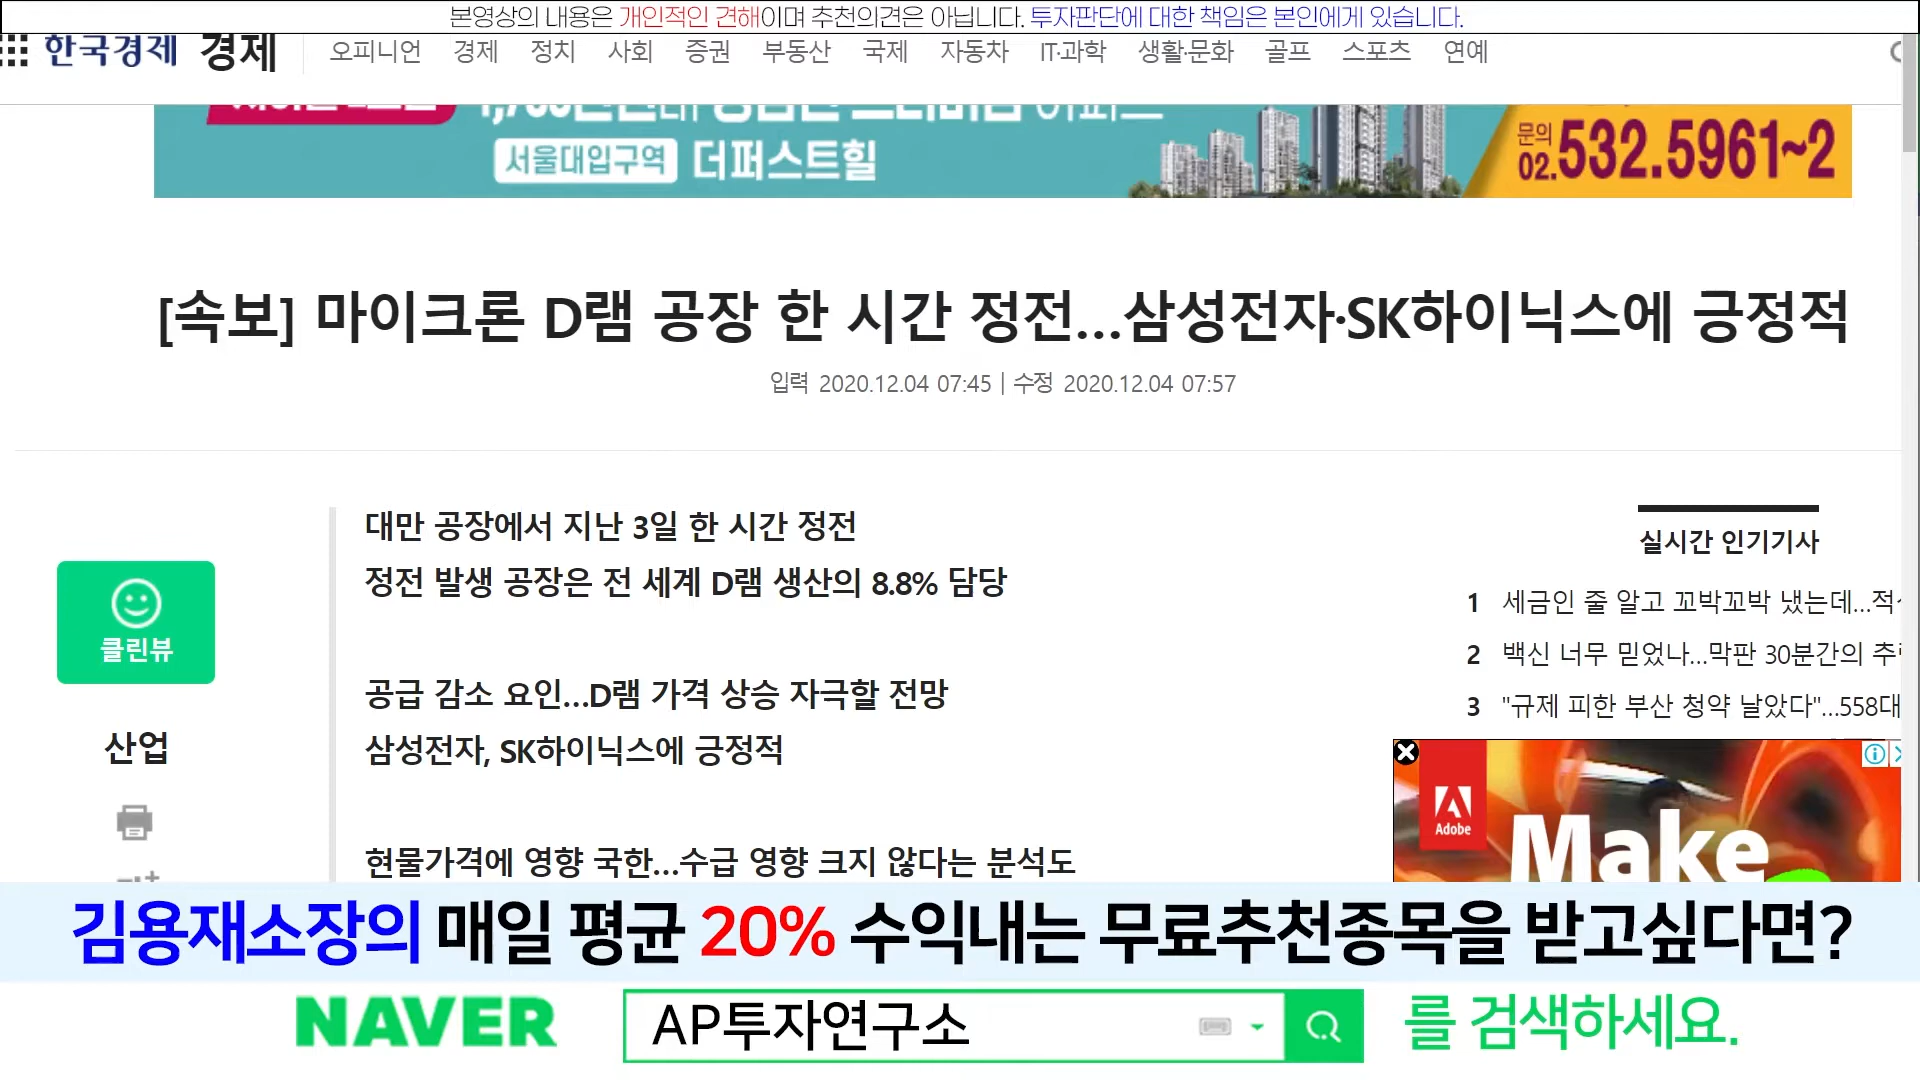 본영상의 내용은 개인적인 견해이며 추천의견은 아닙니다. 투자판단에 대한 책임은 본인에게 있습니다.
한국경제 경제 오피니언 경제 정치 사회 증권 부동산 국제 자동차 IT·과학 생활·문화 골프 스포츠 연예
서울대입구역 더퍼스트힐
문의 02.532.5961~2
[속보] 마이크론 D램 공장 한 시간 정전...삼성전자·SK하이닉스에 긍정적
입력 2020.12.04 07:45 | 수정 2020.12.04 07:57
대만 공장에서 지난 3일 한 시간 정전
정전 발생 공장은 전 세계 D램 생산의 8.8% 담당
공급 감소 요인...D램 가격 상승 자극할 전망
삼성전자, SK하이닉스에 긍정적
현물가격에 영향 국한...수급 영향 크지 않다는 분석도
클린뷰
산업
실시간 인기기사
1 세금인 줄 알고 꼬박꼬박 냈는데...
2 백신 너무 믿었나...막판 30분간의
3 "규제 피한 부산 청약 날았다"...558대
Adobe
Make
김용재소장의 매일 평균 20% 수익내는 무료추천종목을 받고싶다면?
NAVER AP투자연구소 를 검색하세요.